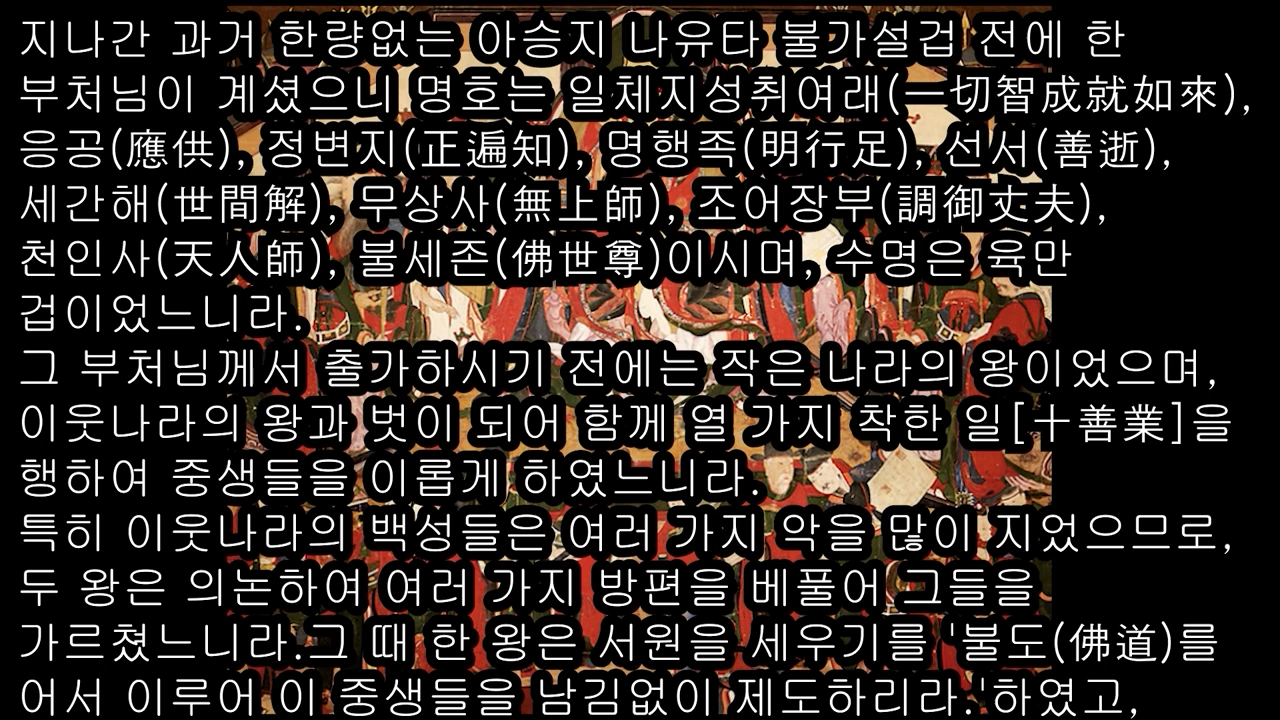 지나간 과거 한량없는 아승지 나유타 불가설겁 전에 한
부처님이 계셨으니 명호는 일체지성취여래(一切智成就如來),
응공(應供), 정변지(正遍知), 명행족(明行足), 선서(善逝),
세간해(世間解), 무상사(無上師), 조어장부(調御丈夫),
천인사(天人師), 불세존(佛世尊)이시며, 수명은 육만
겁이었느니라.
그 부처님께서 출가하시기 전에는 작은 나라의 왕이었으며,
이웃나라의 왕과 벗이 되어 함께 열 가지 착한 일[十善業]을
행하여 중생들을 이롭게 하였느니라.
특히 이웃나라의 백성들은 여러 가지 악을 많이 지었으므로,
두 왕은 의논하여 여러 가지 방편을 베풀어 그들을
가르쳤느니라.그 때 한 왕은 서원을 세우기를 '불도(佛道)를
어서 이루어 이 중생들을 남김없이 제도하리라.'하였고,